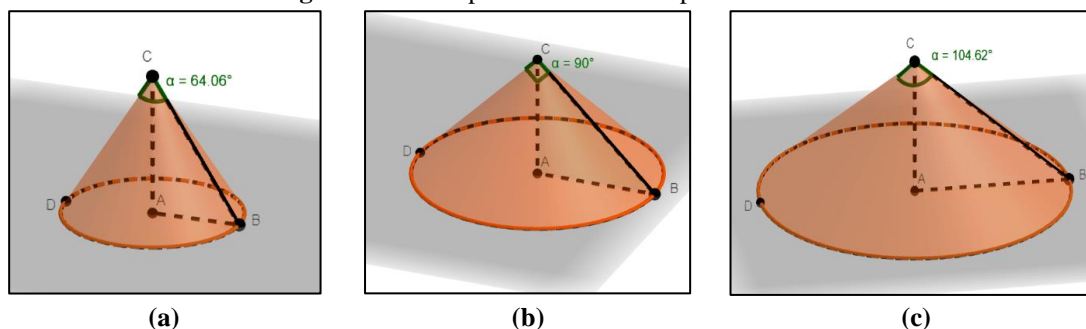 C
α = 64.06°
D
A
B
(a)
C
α = 90°
D
A
B
(b)
C
α = 104.62°
D
A
B
(c)